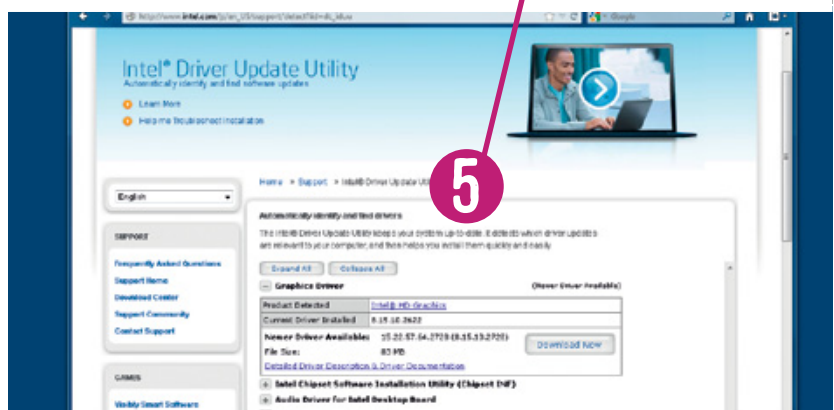 http://www.intel.com/p/en_US/support/detect?iid=dc_iduu
Google
Intel® Driver Update Utility
Automatically identify and find software updates
Learn More
Help me Troubleshoot Installation
5
Home » Support » Intel® Driver Update
English
Automatically identify and find drivers
The Intel® Driver Update Utility keeps your system up-to-date. It detects which driver updates
are relevant to your computer, and then helps you install them quickly and easily.
SUPPORT
Frequently Asked Questions
Support Home
Download Center
Support Community
Contact Support
Expand All Collapse All
Graphics Driver (Newer Driver Available)
Product Detected Intel® HD Graphics
Current Driver Installed 8.15.10.2622
Newer Driver Available: 15.22.57.64.2729 (8.15.10.2729)
File Size: 83 MB
Download Now
Detailed Driver Description & Driver Documentation
Intel Chipset Software Installation Utility (Chipset INF)
Audio Driver for Intel Desktop Board
GAMES
Visibly Smart Software